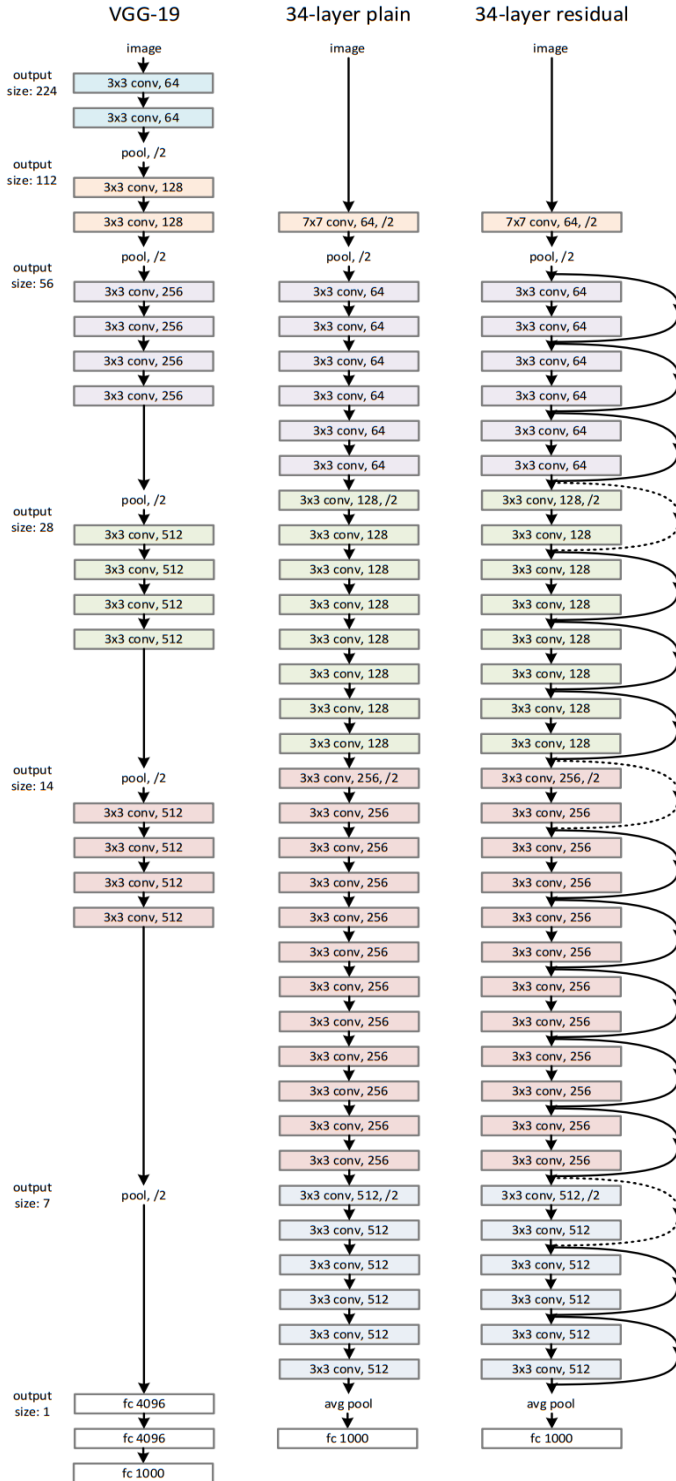 output
size: 224
output
size: 112
output
size: 56
output
size: 28
output
size: 14
output
size: 7
output
size: 1
VGG-19
image
3x3 conv, 64
3x3 conv, 64
pool, /2
3x3 conv, 128
3x3 conv, 128
pool, /2
3x3 conv, 256
3x3 conv, 256
3x3 conv, 256
3x3 conv, 256
pool, /2
3x3 conv, 512
3x3 conv, 512
3x3 conv, 512
3x3 conv, 512
pool, /2
3x3 conv, 512
3x3 conv, 512
3x3 conv, 512
3x3 conv, 512
pool, /2
fc 4096
fc 4096
fc 1000
34-layer plain
image
7x7 conv, 64, /2
pool, /2
3x3 conv, 64
3x3 conv, 64
3x3 conv, 64
3x3 conv, 64
3x3 conv, 64
3x3 conv, 64
3x3 conv, 128, /2
3x3 conv, 128
3x3 conv, 128
3x3 conv, 128
3x3 conv, 128
3x3 conv, 128
3x3 conv, 128
3x3 conv, 128
3x3 conv, 256, /2
3x3 conv, 256
3x3 conv, 256
3x3 conv, 256
3x3 conv, 256
3x3 conv, 256
3x3 conv, 256
3x3 conv, 256
3x3 conv, 256
3x3 conv, 256
3x3 conv, 256
3x3 conv, 256
3x3 conv, 512, /2
3x3 conv, 512
3x3 conv, 512
3x3 conv, 512
3x3 conv, 512
3x3 conv, 512
avg pool
fc 1000
34-layer residual
image
7x7 conv, 64, /2
pool, /2
3x3 conv, 64
3x3 conv, 64
3x3 conv, 64
3x3 conv, 64
3x3 conv, 64
3x3 conv, 64
3x3 conv, 128, /2
3x3 conv, 128
3x3 conv, 128
3x3 conv, 128
3x3 conv, 128
3x3 conv, 128
3x3 conv, 128
3x3 conv, 128
3x3 conv, 256, /2
3x3 conv, 256
3x3 conv, 256
3x3 conv, 256
3x3 conv, 256
3x3 conv, 256
3x3 conv, 256
3x3 conv, 256
3x3 conv, 256
3x3 conv, 256
3x3 conv, 256
3x3 conv, 256
3x3 conv, 512, /2
3x3 conv, 512
3x3 conv, 512
3x3 conv, 512
3x3 conv, 512
3x3 conv, 512
avg pool
fc 1000